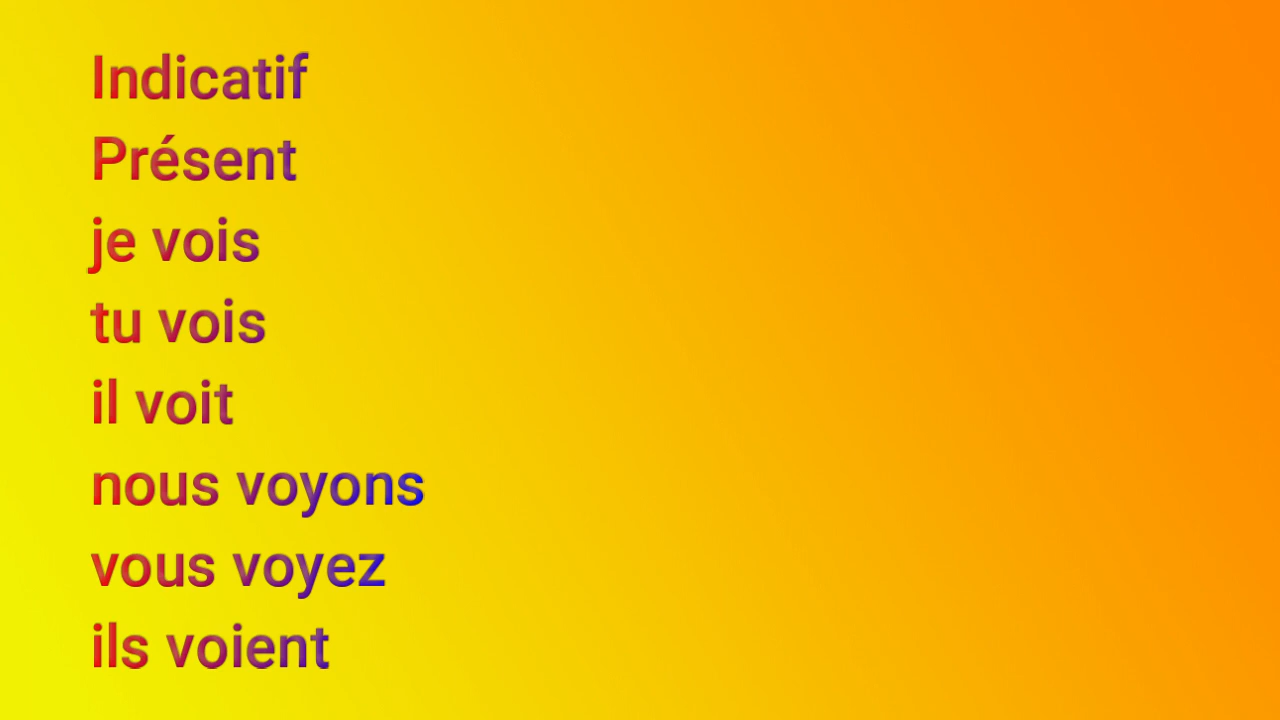 Indicatif
Présent
je vois
tu vois
il voit
nous voyons
vous voyez
ils voient